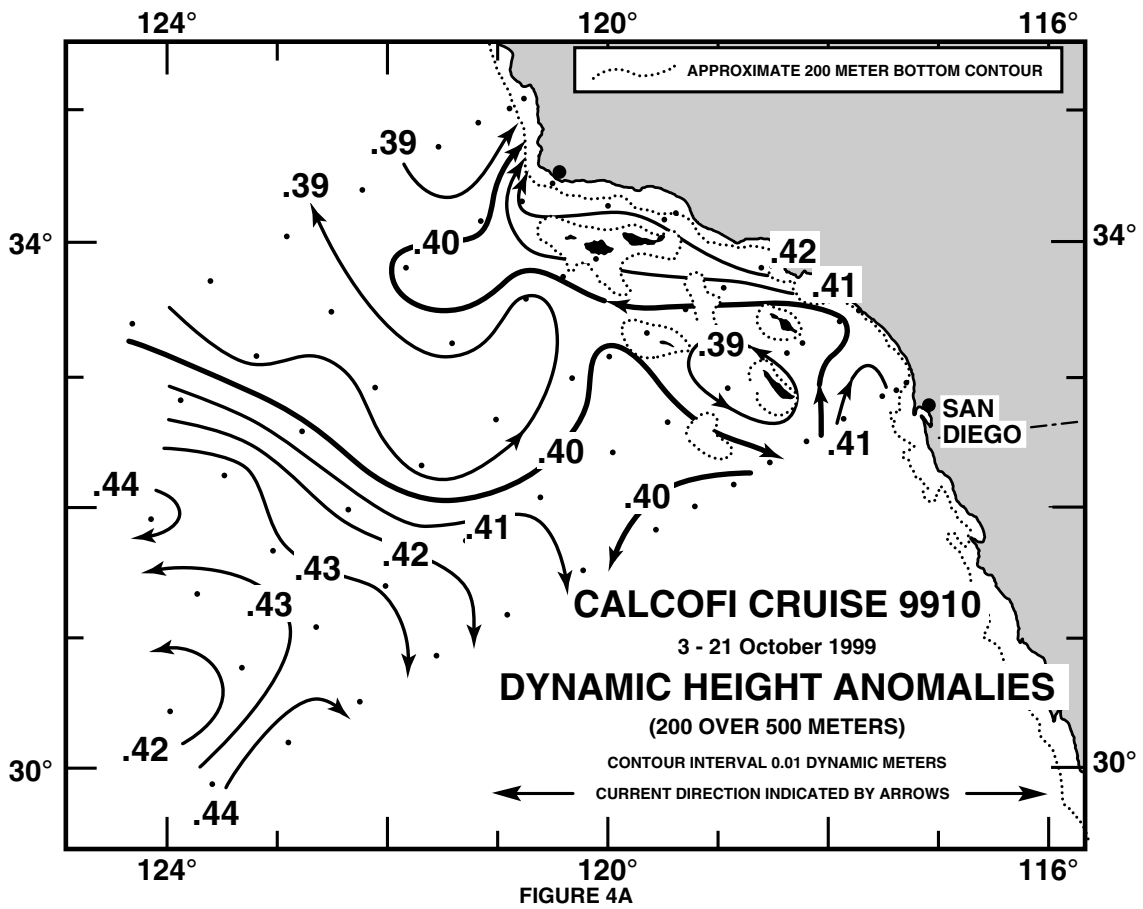 124°
120°
116°
APPROXIMATE 200 METER BOTTOM CONTOUR
.39
.39
34°
.40
.42
34°
.41
.39
SAN
DIEGO
.40
.41
.44
.40
.41
.42
.43
.43
CALCOFI CRUISE 9910
3 - 21 October 1999
DYNAMIC HEIGHT ANOMALIES
(200 OVER 500 METERS)
.42
30°
CONTOUR INTERVAL 0.01 DYNAMIC METERS
30°
CURRENT DIRECTION INDICATED BY ARROWS
.44
124°
120°
116°
FIGURE 4A